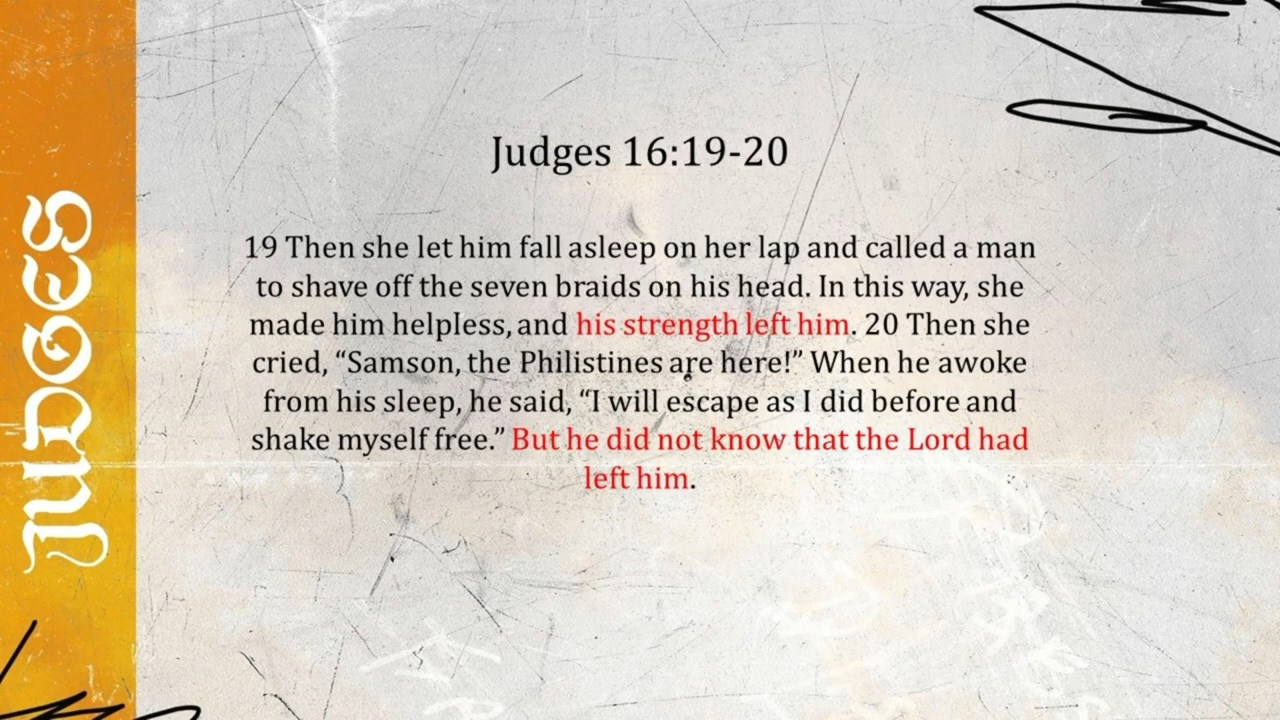 JUDGES
Judges 16:19-20
19 Then she let him fall asleep on her lap and called a man
to shave off the seven braids on his head. In this way, she
made him helpless, and his strength left him. 20 Then she
cried, “Samson, the Philistines are here!” When he awoke
from his sleep, he said, “I will escape as I did before and
shake myself free.” But he did not know that the Lord had
left him.